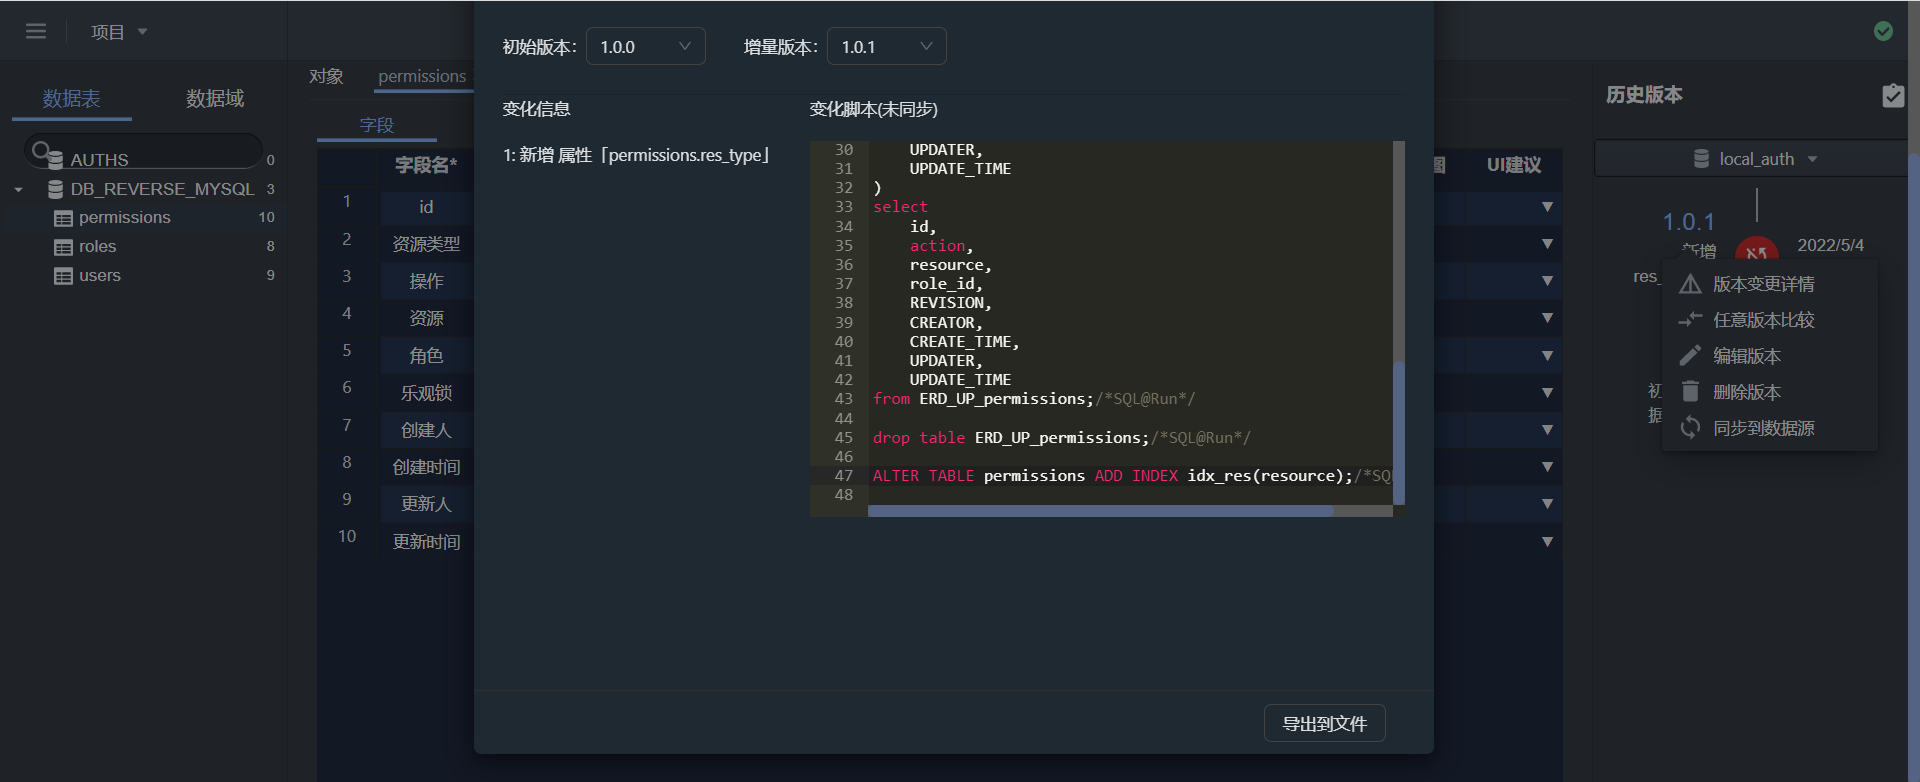 项目
数据表
数据域
AUTHS 0
DB_REVERSE_MYSQL 3
permissions 10
roles 8
users 9
对象
permissions
字段
字段名*
1 id
2 资源类型
3 操作
4 资源
5 角色
6 乐观锁
7 创建人
8 创建时间
9 更新人
10 更新时间
初始版本: 1.0.0
增量版本: 1.0.1
变化信息
1: 新增 属性「permissions.res_type」
变化脚本(未同步)
30 UPDATER,
31 UPDATE_TIME
32 )
33 select
34 id,
35 action,
36 resource,
37 role_id,
38 REVISION,
39 CREATOR,
40 CREATE_TIME,
41 UPDATER,
42 UPDATE_TIME
43 from ERD_UP_permissions;/*SQL@Run*/
44
45 drop table ERD_UP_permissions;/*SQL@Run*/
46
47 ALTER TABLE permissions ADD INDEX idx_res(resource);/*SQ
48
导出到文件
UI建议
历史版本
local_auth
1.0.1
新增
res_
2022/5/4
初
据
版本变更详情
任意版本比较
编辑版本
删除版本
同步到数据源